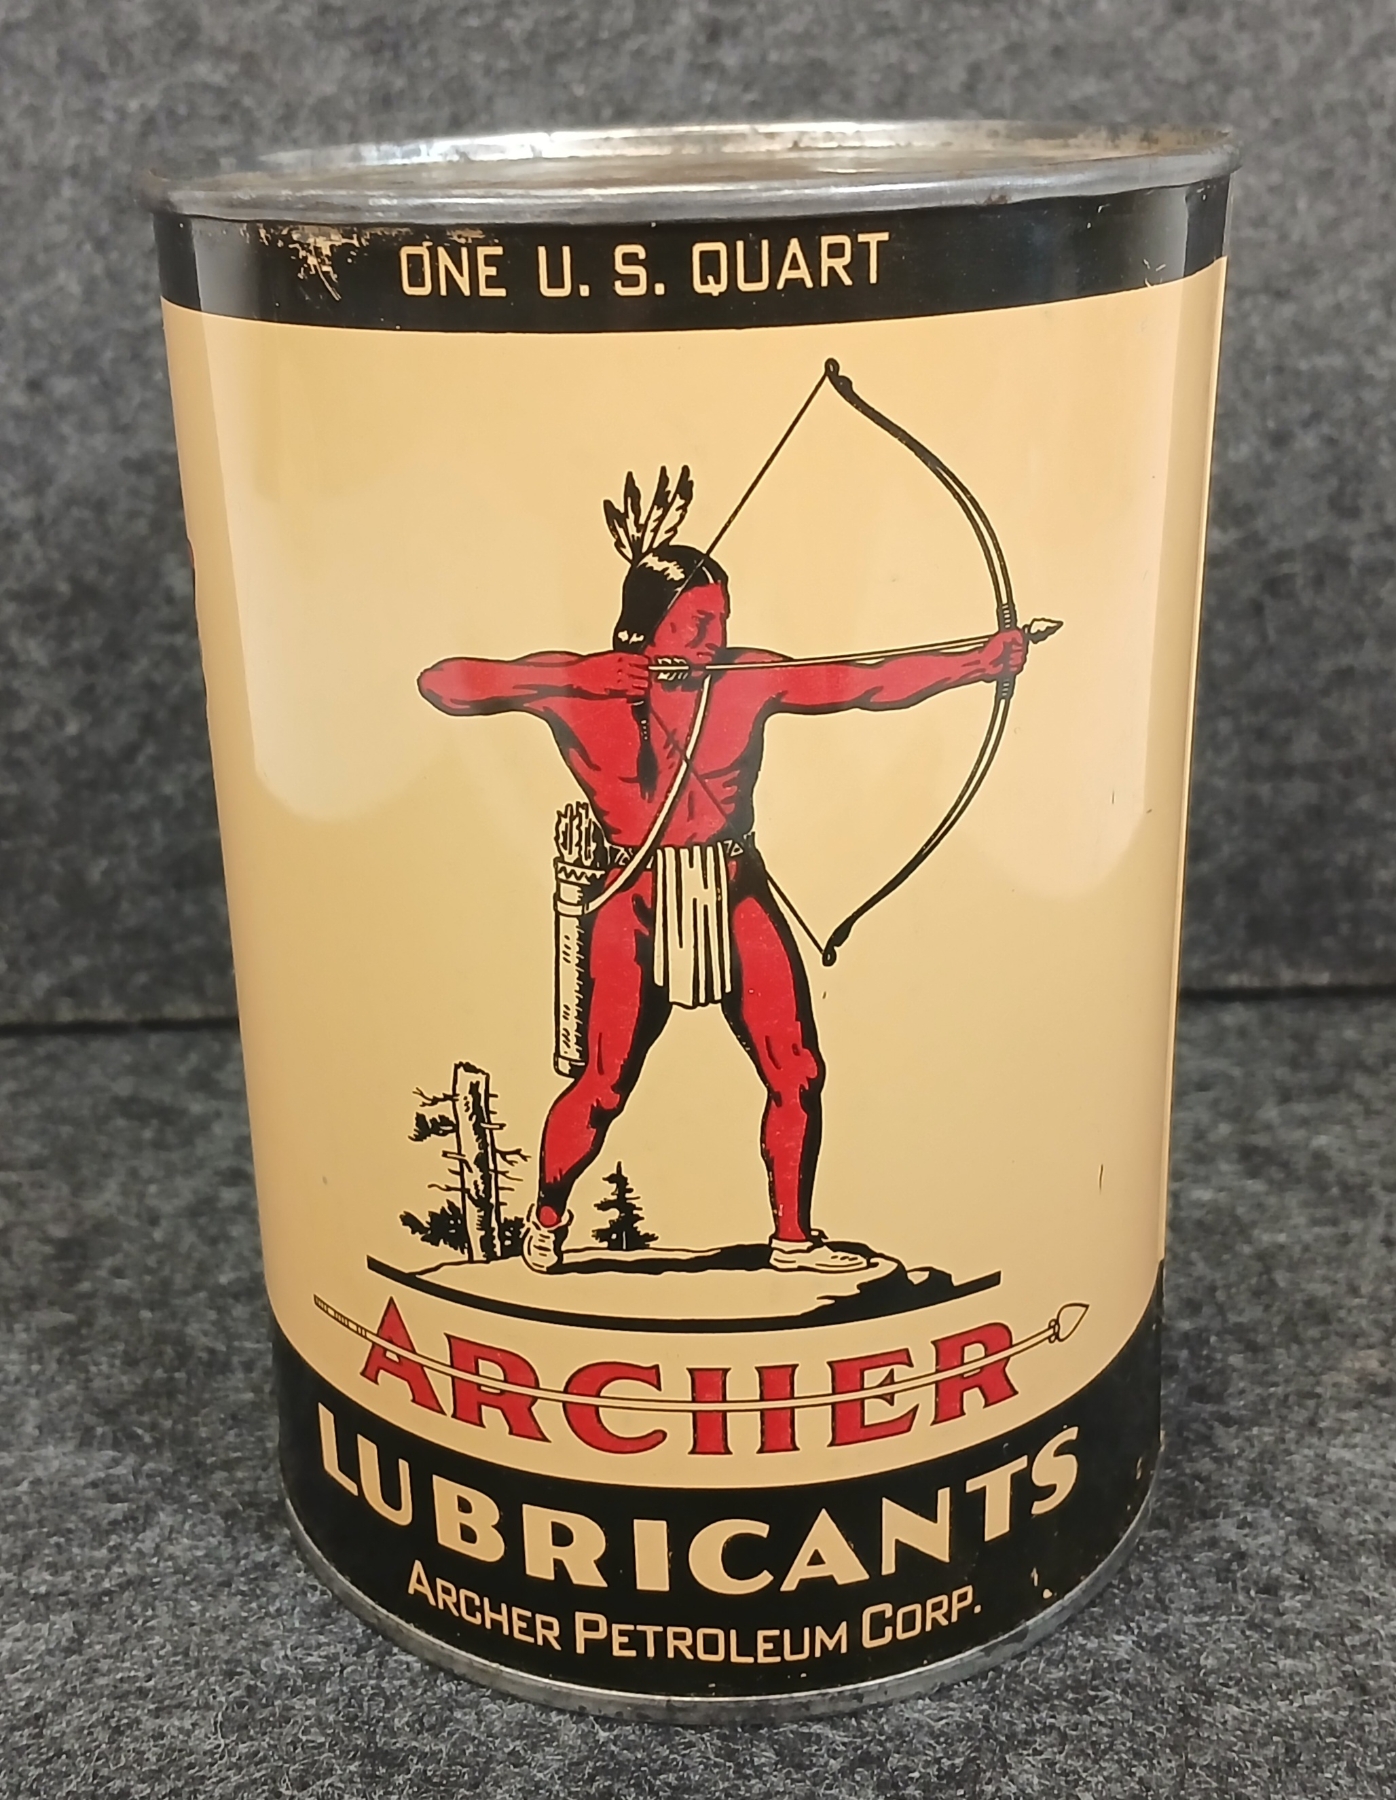 ONE U. S. QUART
ARCHER
LUBRICANTS
ARCHER PETROLEUM CORP.